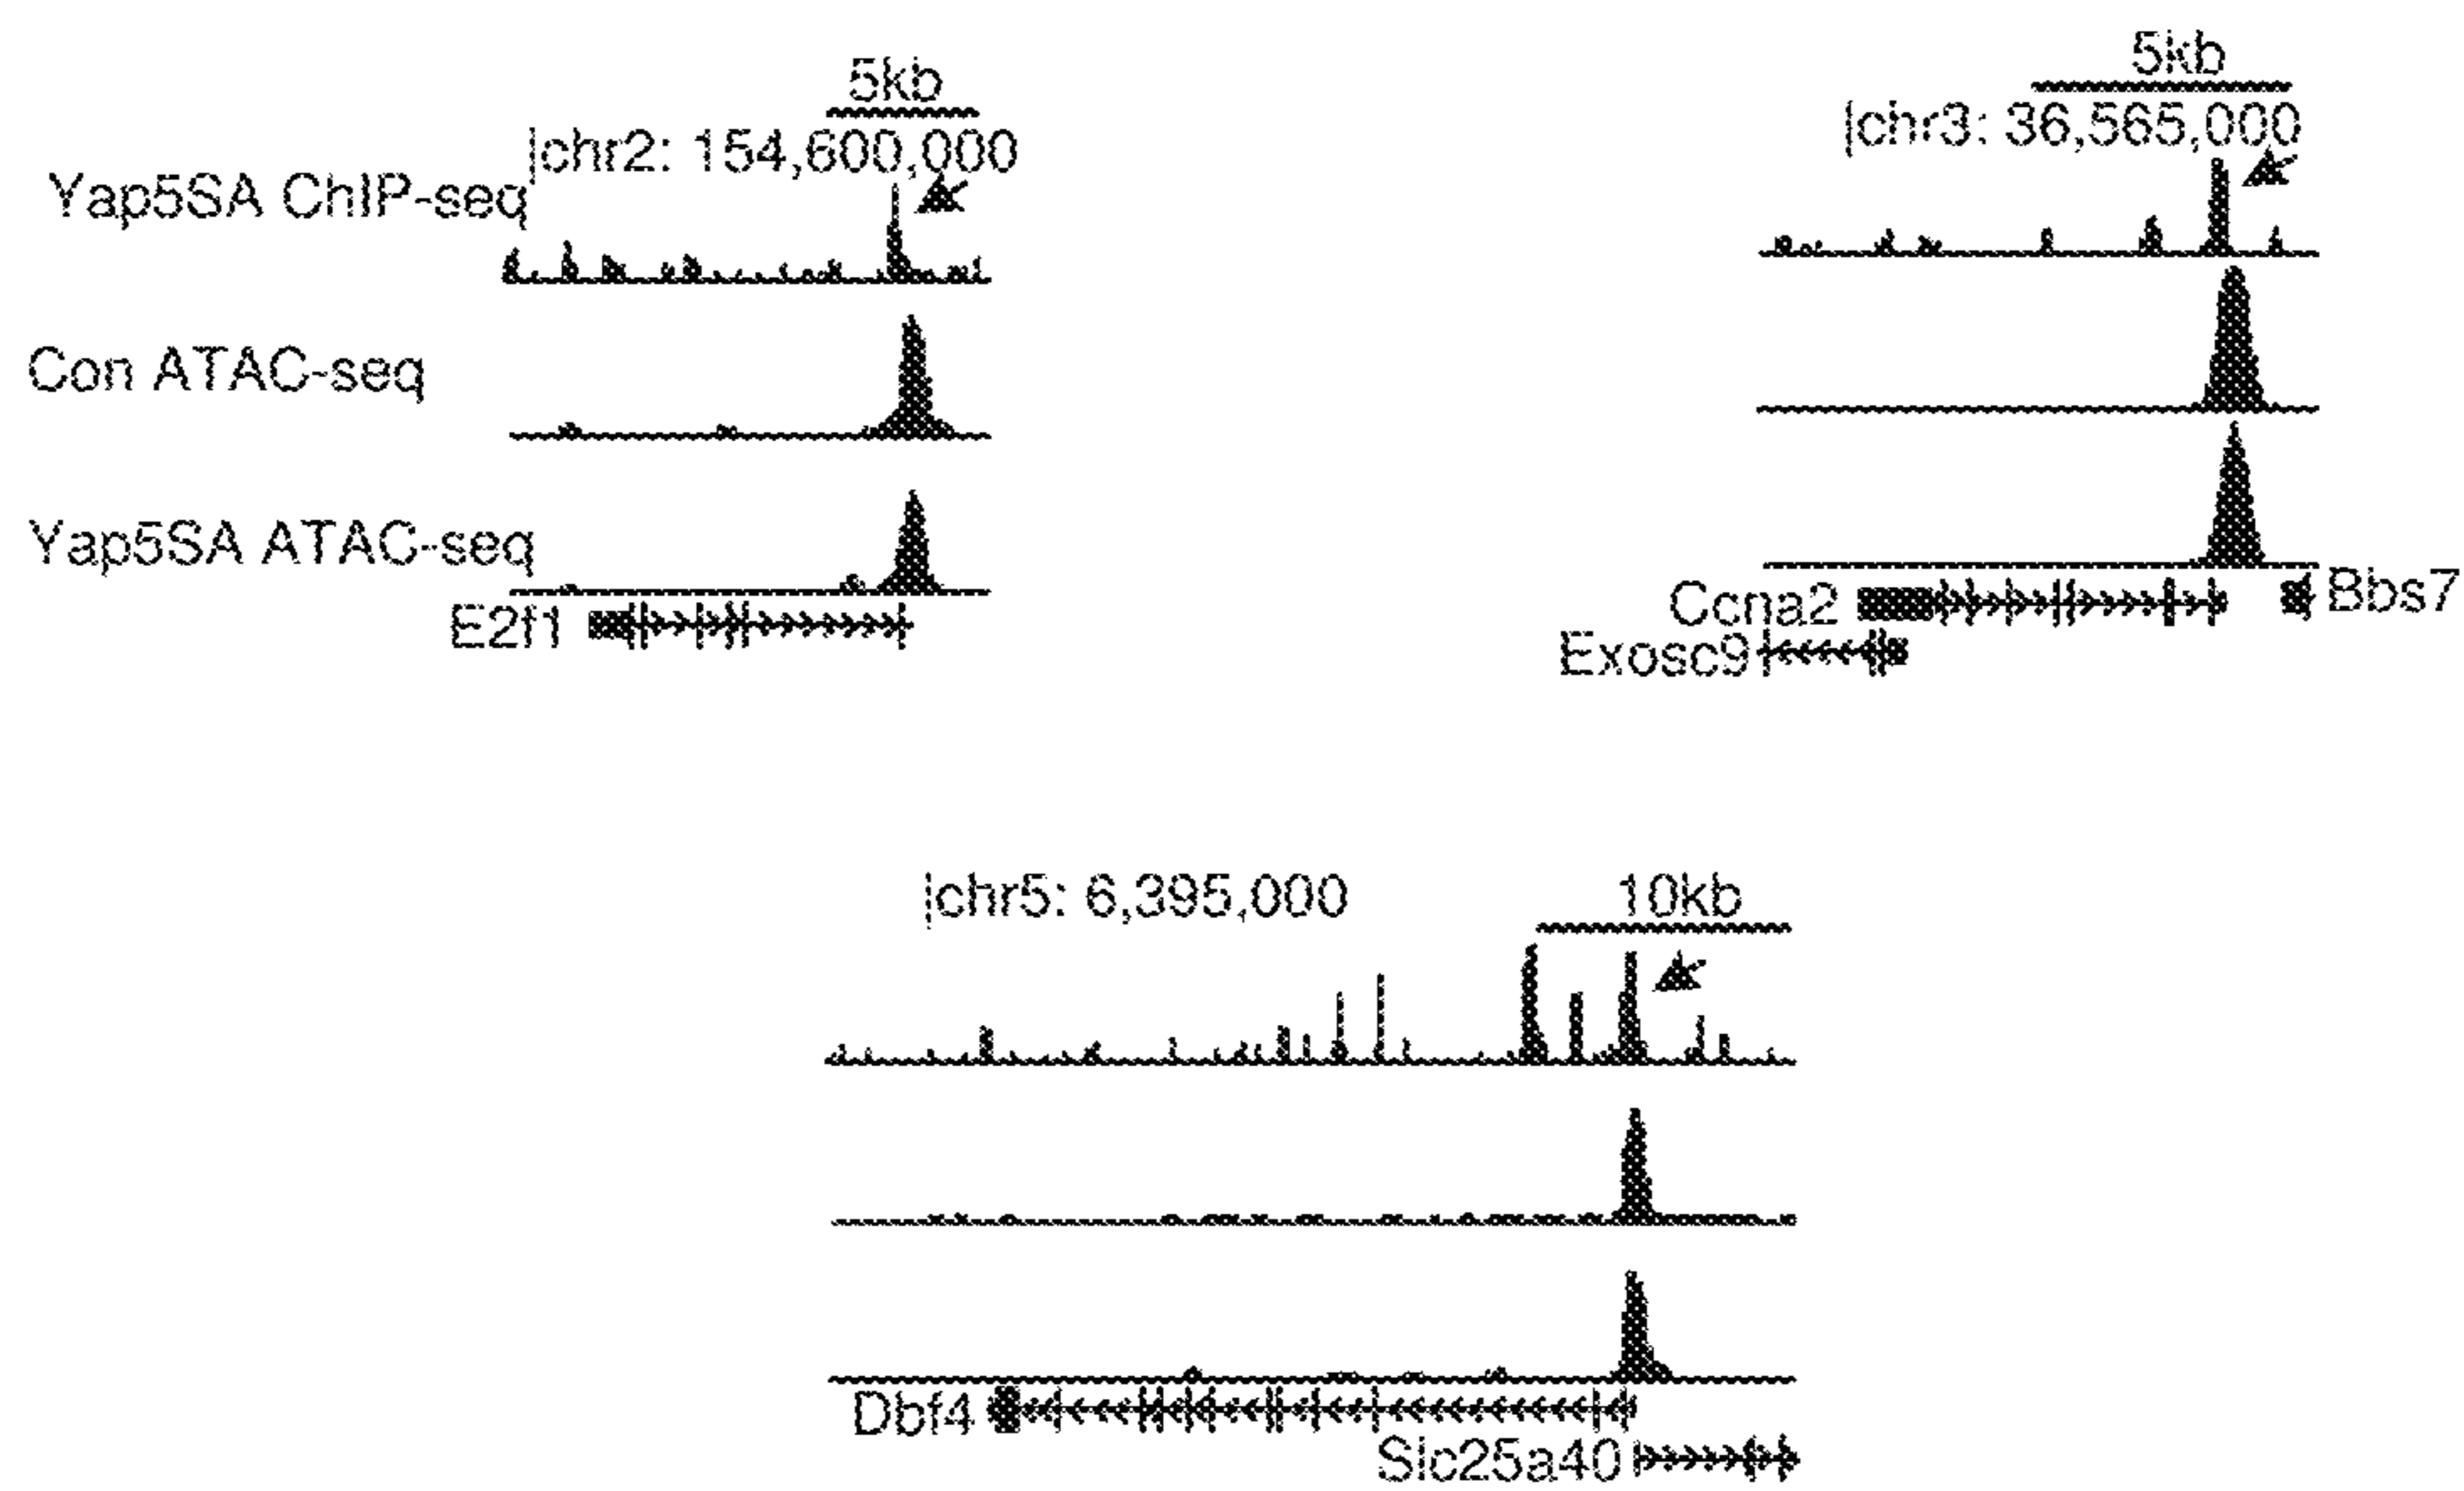 5kb
|chr2: 154,600,000
Yap5SA ChIP-seq
Con ATAC-seq
Yap5SA ATAC-seq
E2f1
5kb
|chr3: 36,565,000
Ccna2
Bbs7
Exosc9
|chr5: 6,395,000
10kb
Dbf4
Slc25a40